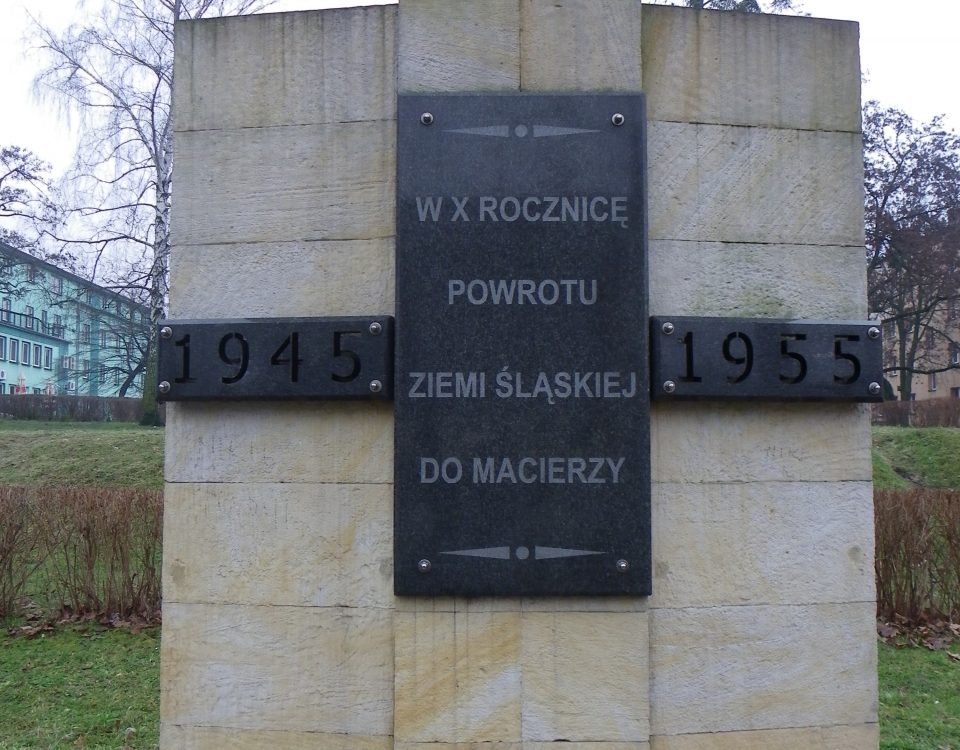 W X ROCZNICĘ
POWROTU
1945
1955
ZIEMI ŚLĄSKIEJ
DO MACIERZY